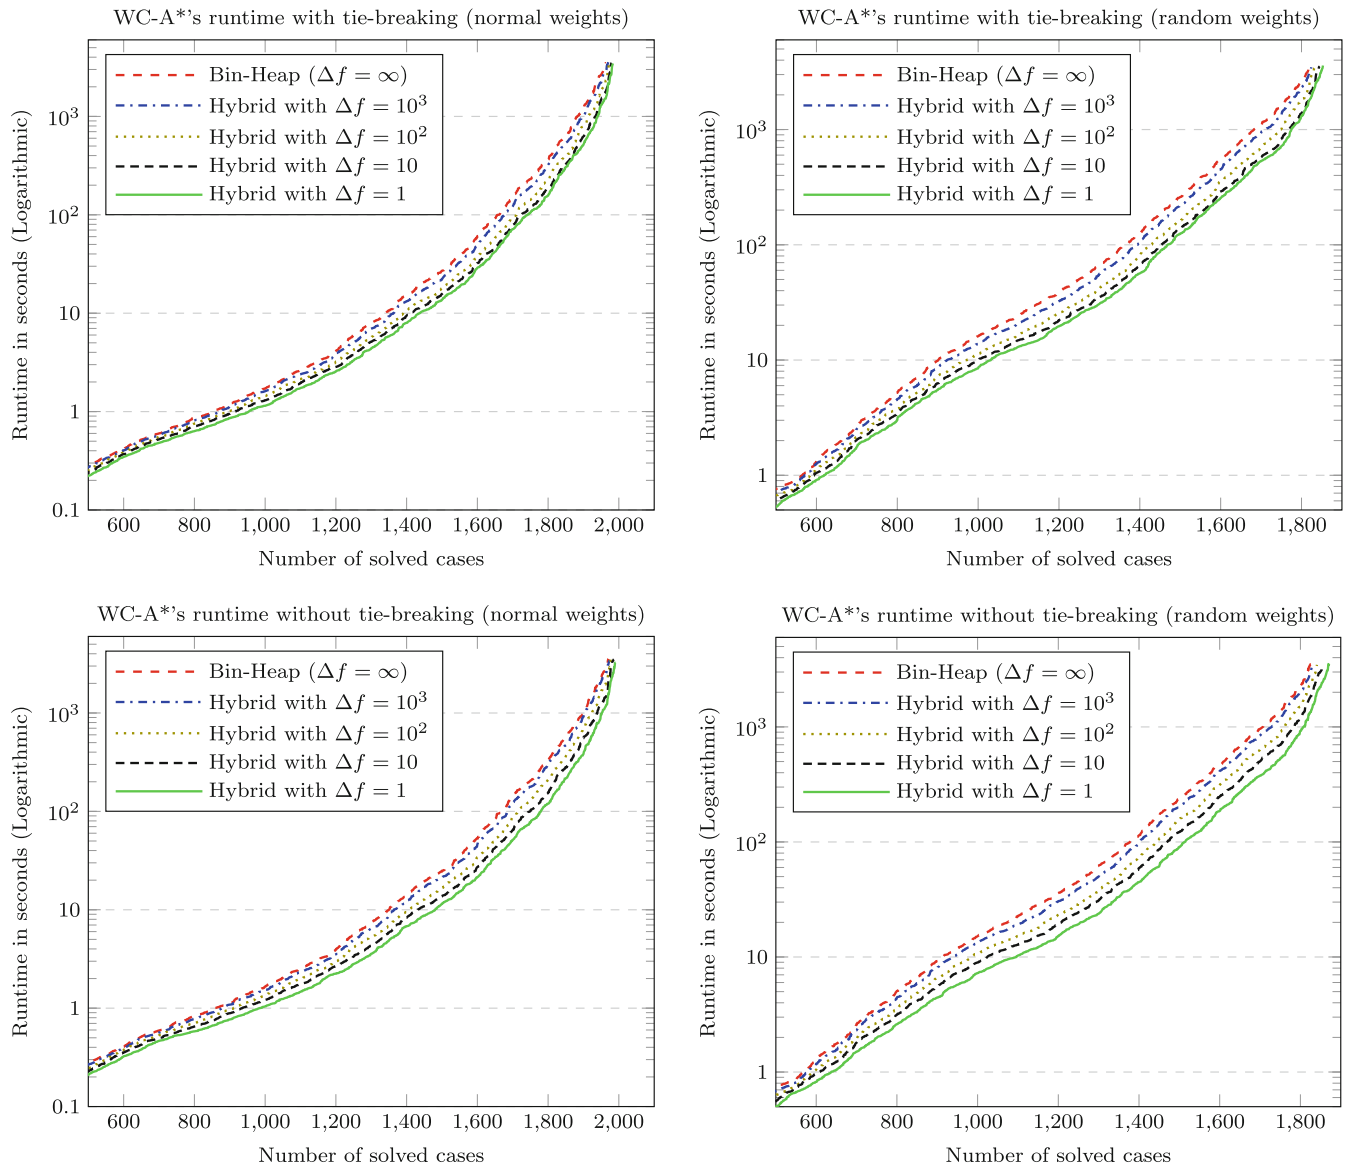 WC-A*'s runtime with tie-breaking (normal weights)
Runtime in seconds (Logarithmic)
Bin-Heap (Δf = ∞)
Hybrid with Δf = 10³
Hybrid with Δf = 10²
Hybrid with Δf = 10
Hybrid with Δf = 1
10³
10²
10
1
0.1
600 800 1,000 1,200 1,400 1,600 1,800 2,000
Number of solved cases
WC-A*'s runtime with tie-breaking (random weights)
Runtime in seconds (Logarithmic)
Bin-Heap (Δf = ∞)
Hybrid with Δf = 10³
Hybrid with Δf = 10²
Hybrid with Δf = 10
Hybrid with Δf = 1
10³
10²
10
1
600 800 1,000 1,200 1,400 1,600 1,800
Number of solved cases
WC-A*'s runtime without tie-breaking (normal weights)
Runtime in seconds (Logarithmic)
Bin-Heap (Δf = ∞)
Hybrid with Δf = 10³
Hybrid with Δf = 10²
Hybrid with Δf = 10
Hybrid with Δf = 1
10³
10²
10
1
0.1
600 800 1,000 1,200 1,400 1,600 1,800 2,000
Number of solved cases
WC-A*'s runtime without tie-breaking (random weights)
Runtime in seconds (Logarithmic)
Bin-Heap (Δf = ∞)
Hybrid with Δf = 10³
Hybrid with Δf = 10²
Hybrid with Δf = 10
Hybrid with Δf = 1
10³
10²
10
1
600 800 1,000 1,200 1,400 1,600 1,800
Number of solved cases